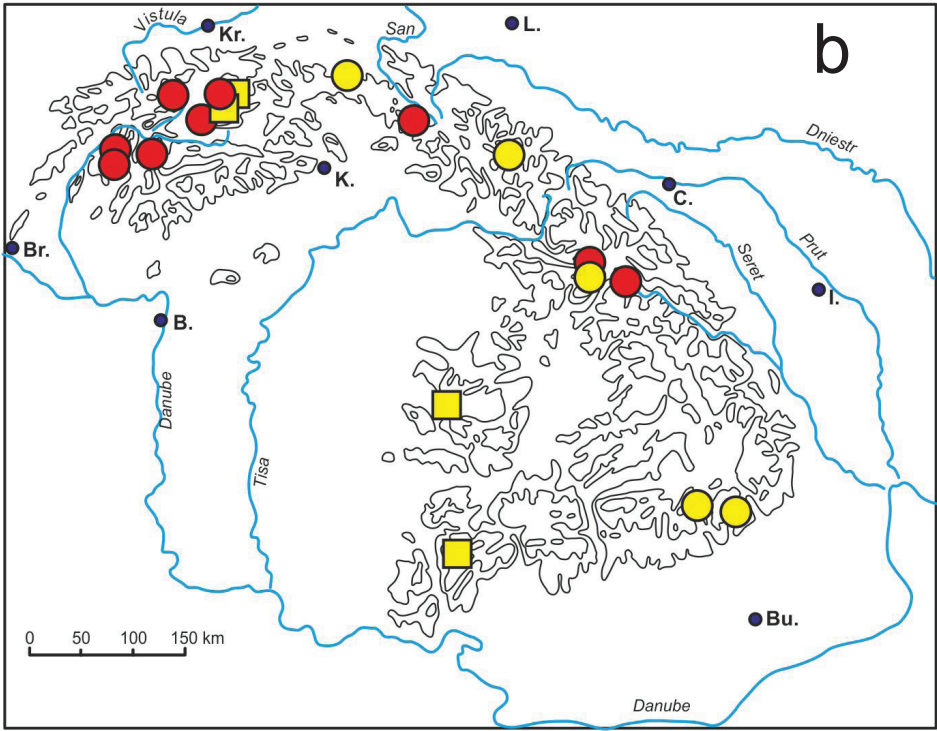 Vistula
Kr.
San
L.
b
Dniestr
K.
C.
Prut
Br.
Seret
I.
B.
Danube
Tisa
0 50 100 150 km
Bu.
Danube